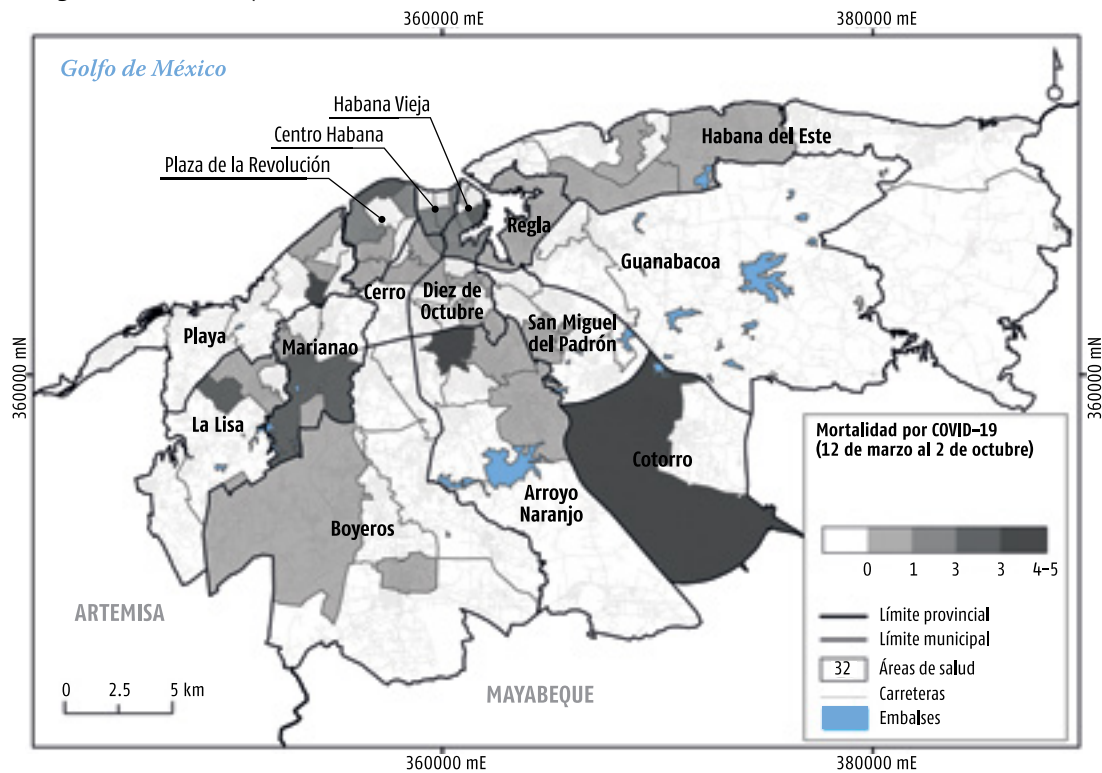 360000 mE
380000 mE
Golfo de México
Habana Vieja
Centro Habana
Plaza de la Revolución
Habana del Este
Regla
Guanabacoa
Cerro
Diez de
Octubre
San Miguel
del Padrón
Playa
Marianao
360000 mN
360000 mN
La Lisa
Cotorro
Arroyo
Naranjo
Boyeros
Mortalidad por COVID–19
(12 de marzo al 2 de octubre)
0 1 3 3 4–5
Límite provincial
Límite municipal
32 Áreas de salud
Carreteras
Embalses
ARTEMISA
MAYABEQUE
0 2.5 5 km
360000 mE
380000 mE